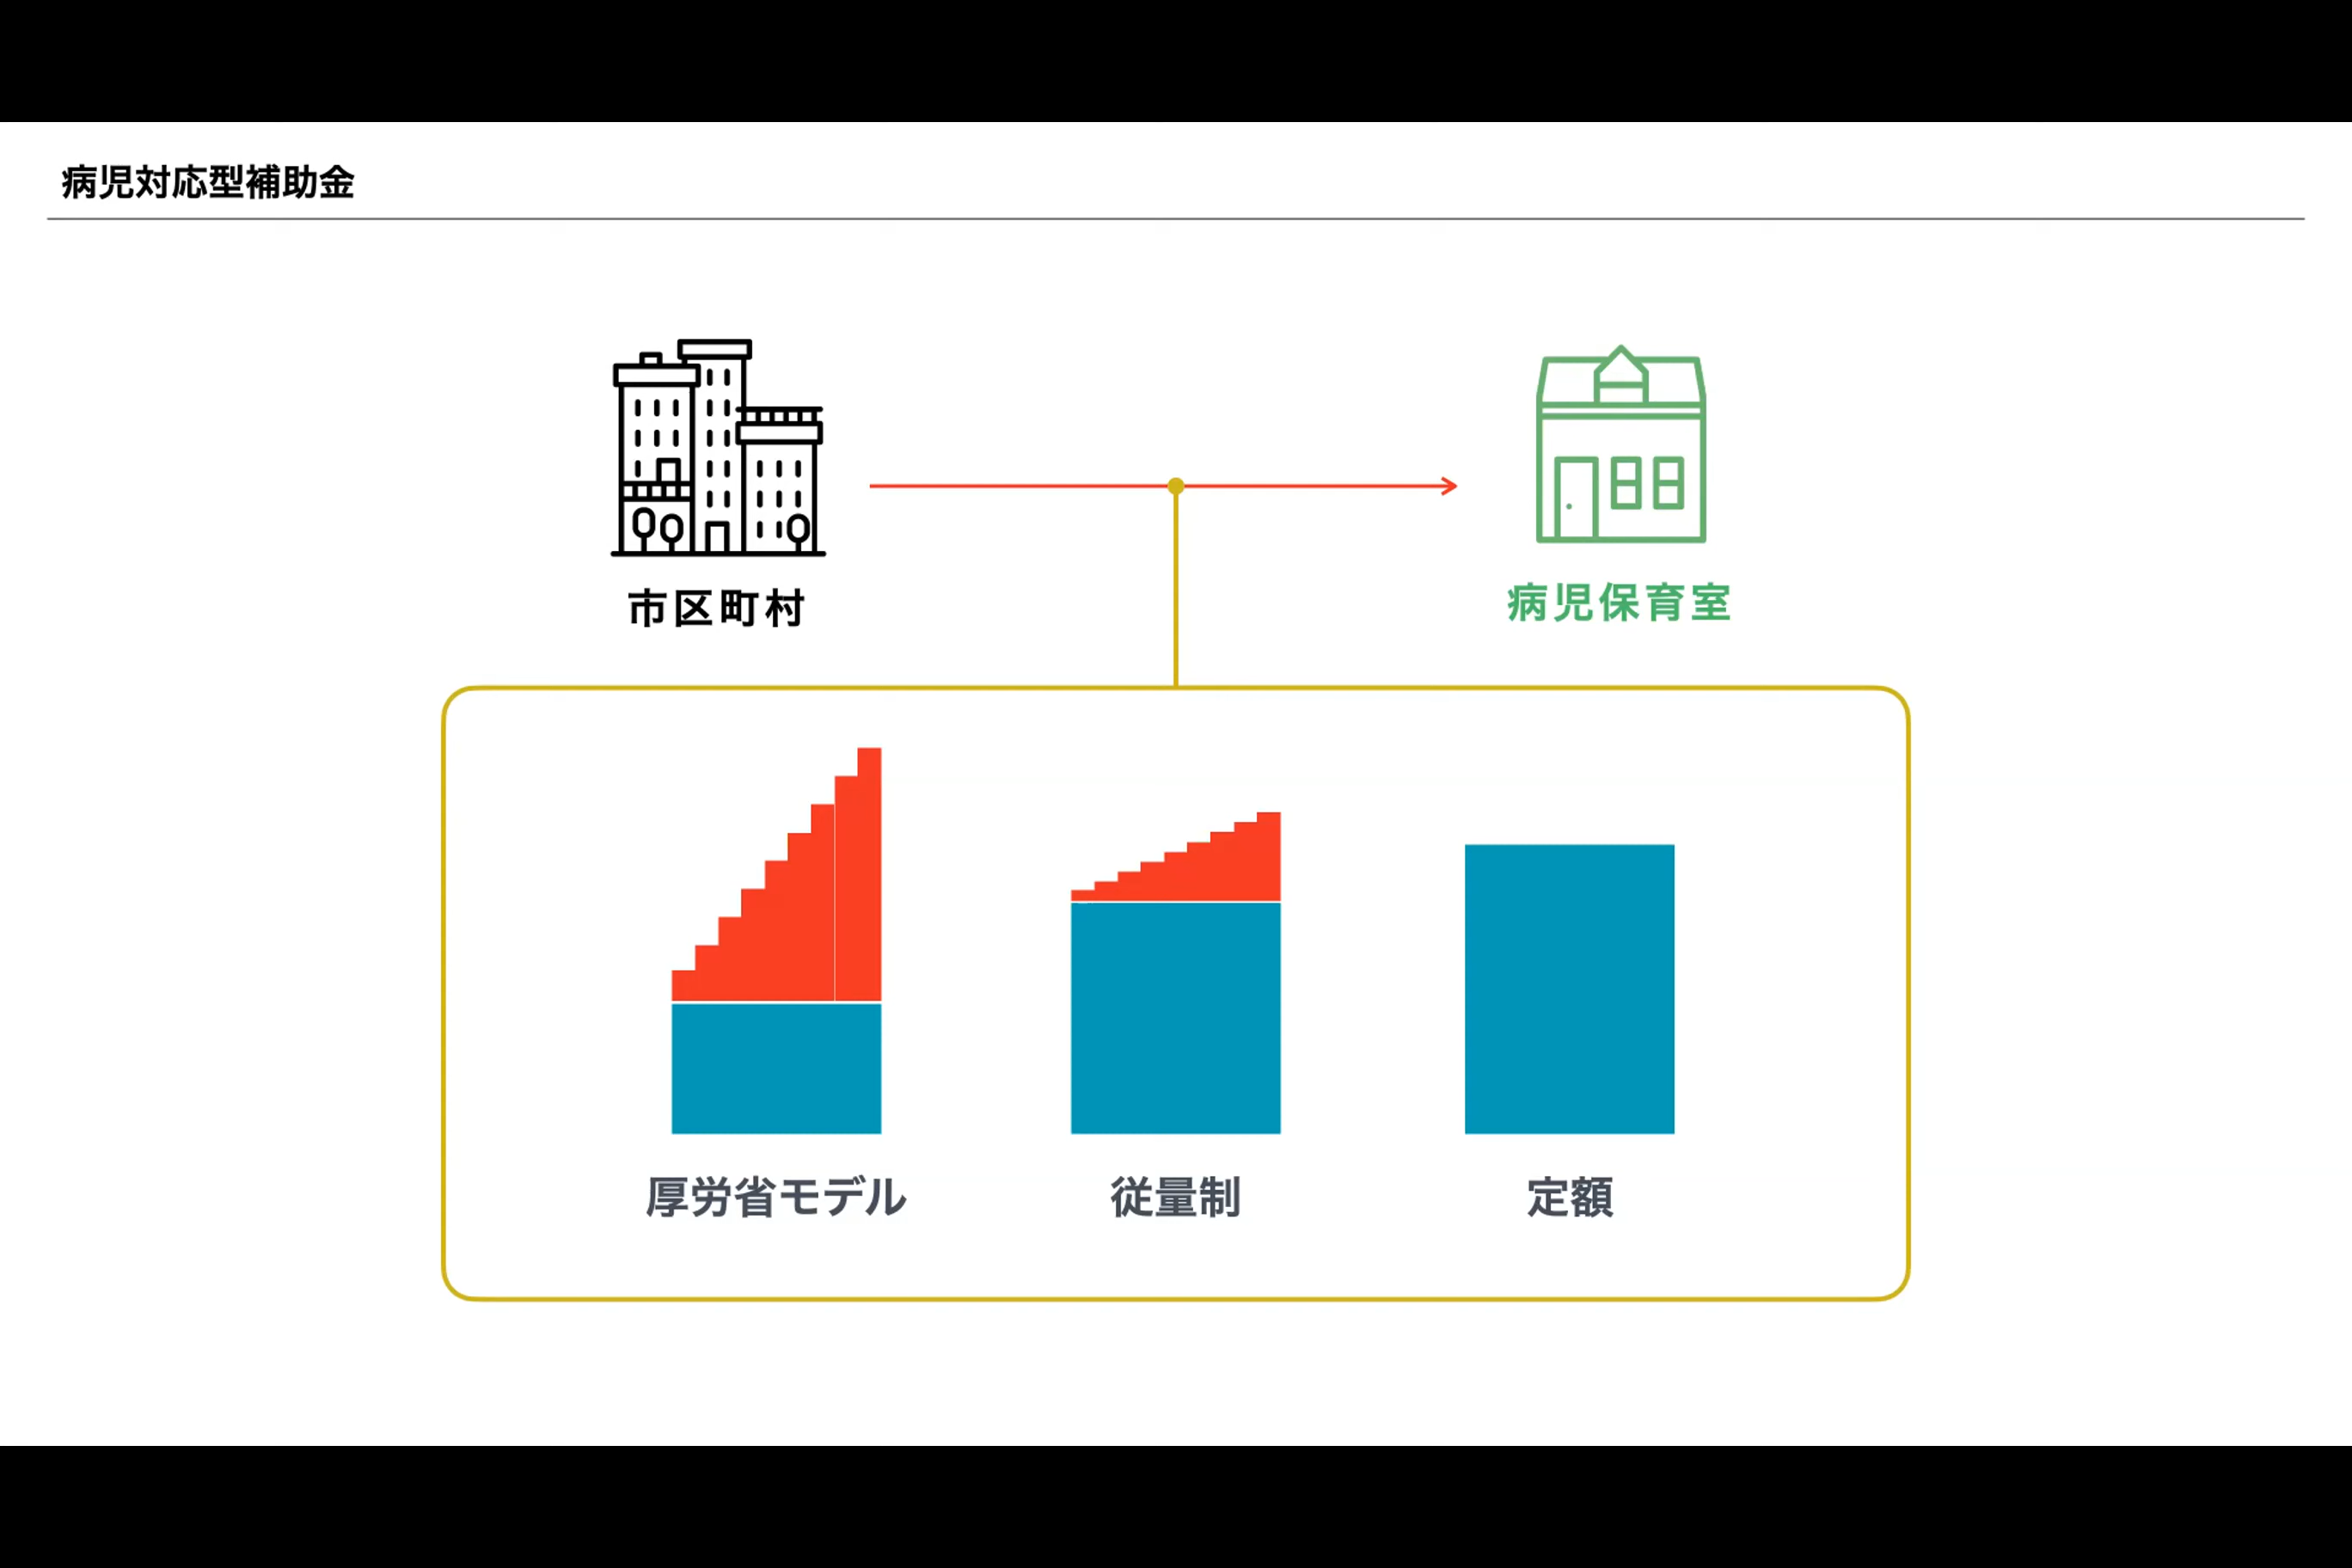 病児対応型補助金
市区町村
病児保育室
厚労省モデル
従量制
定額